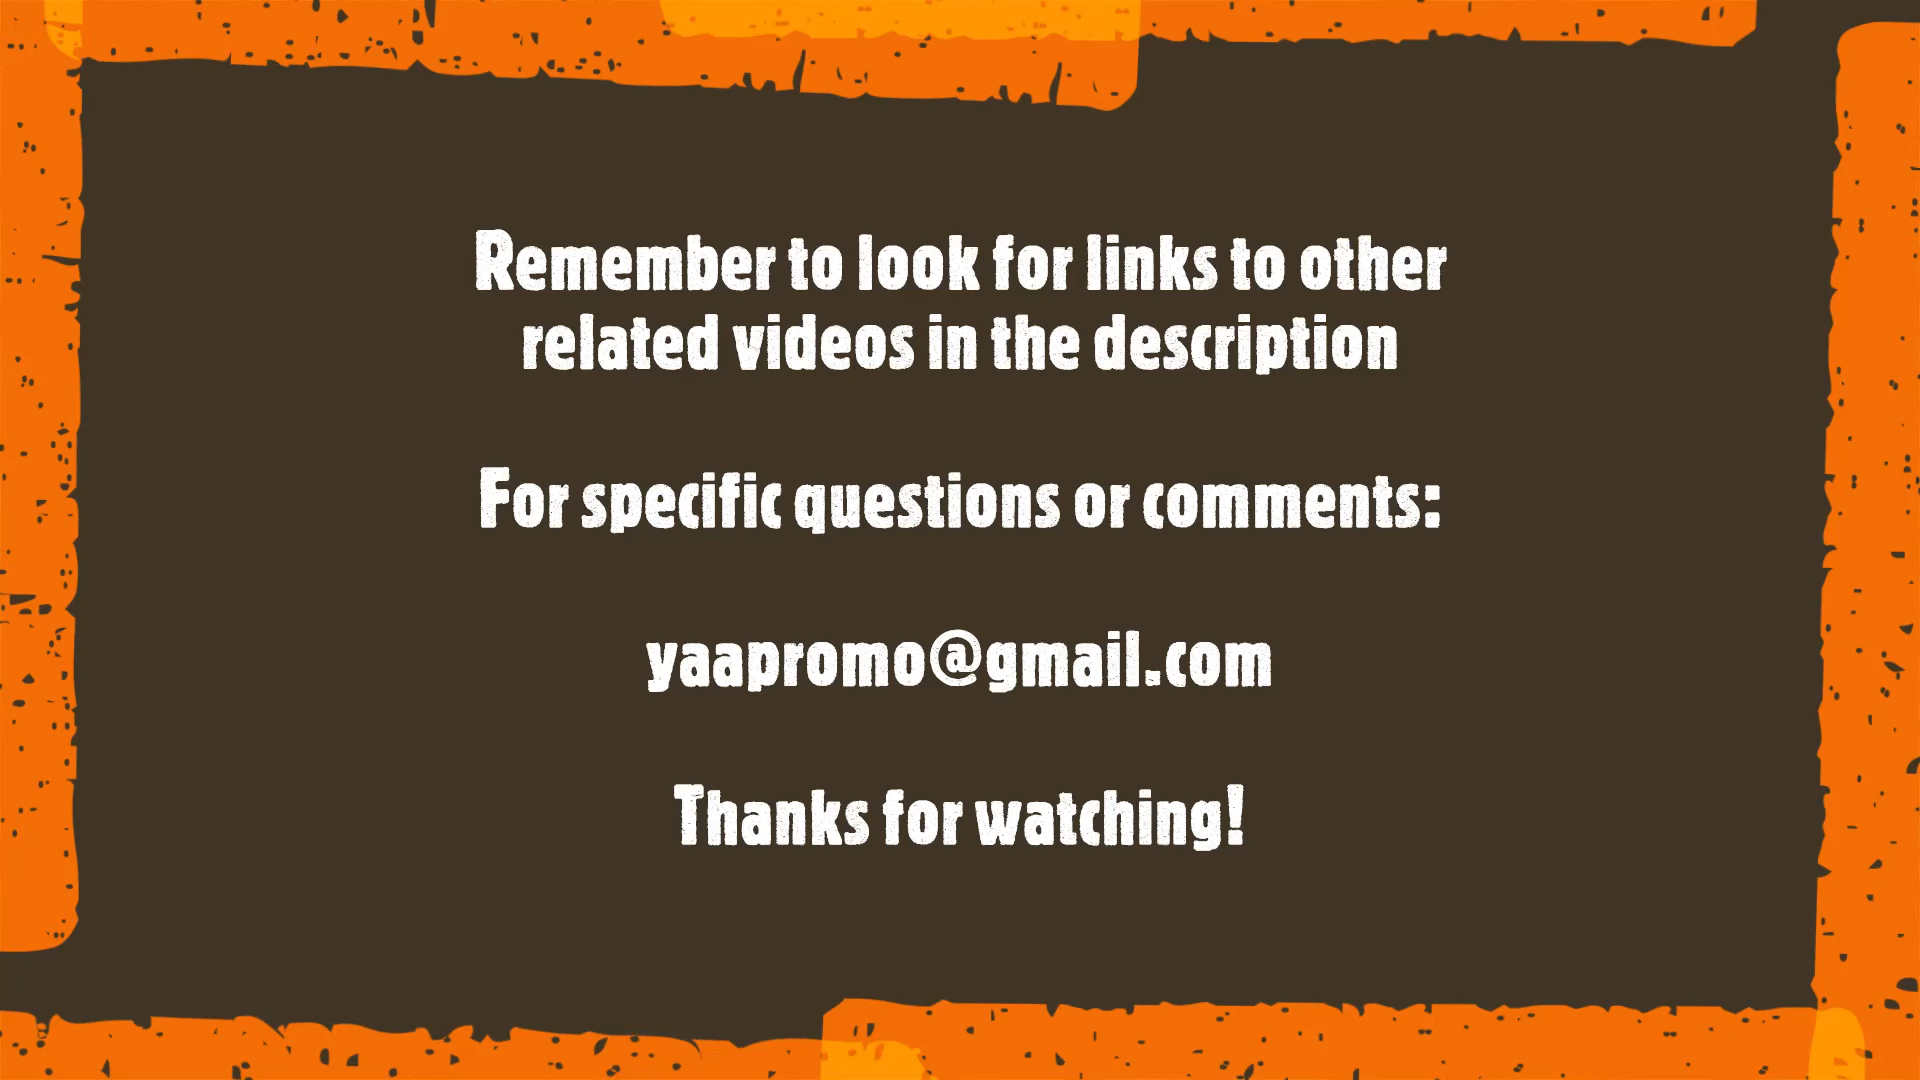 Remember to look for links to other
related videos in the description
For specific questions or comments:
yaapromo@gmail.com
Thanks for watching!